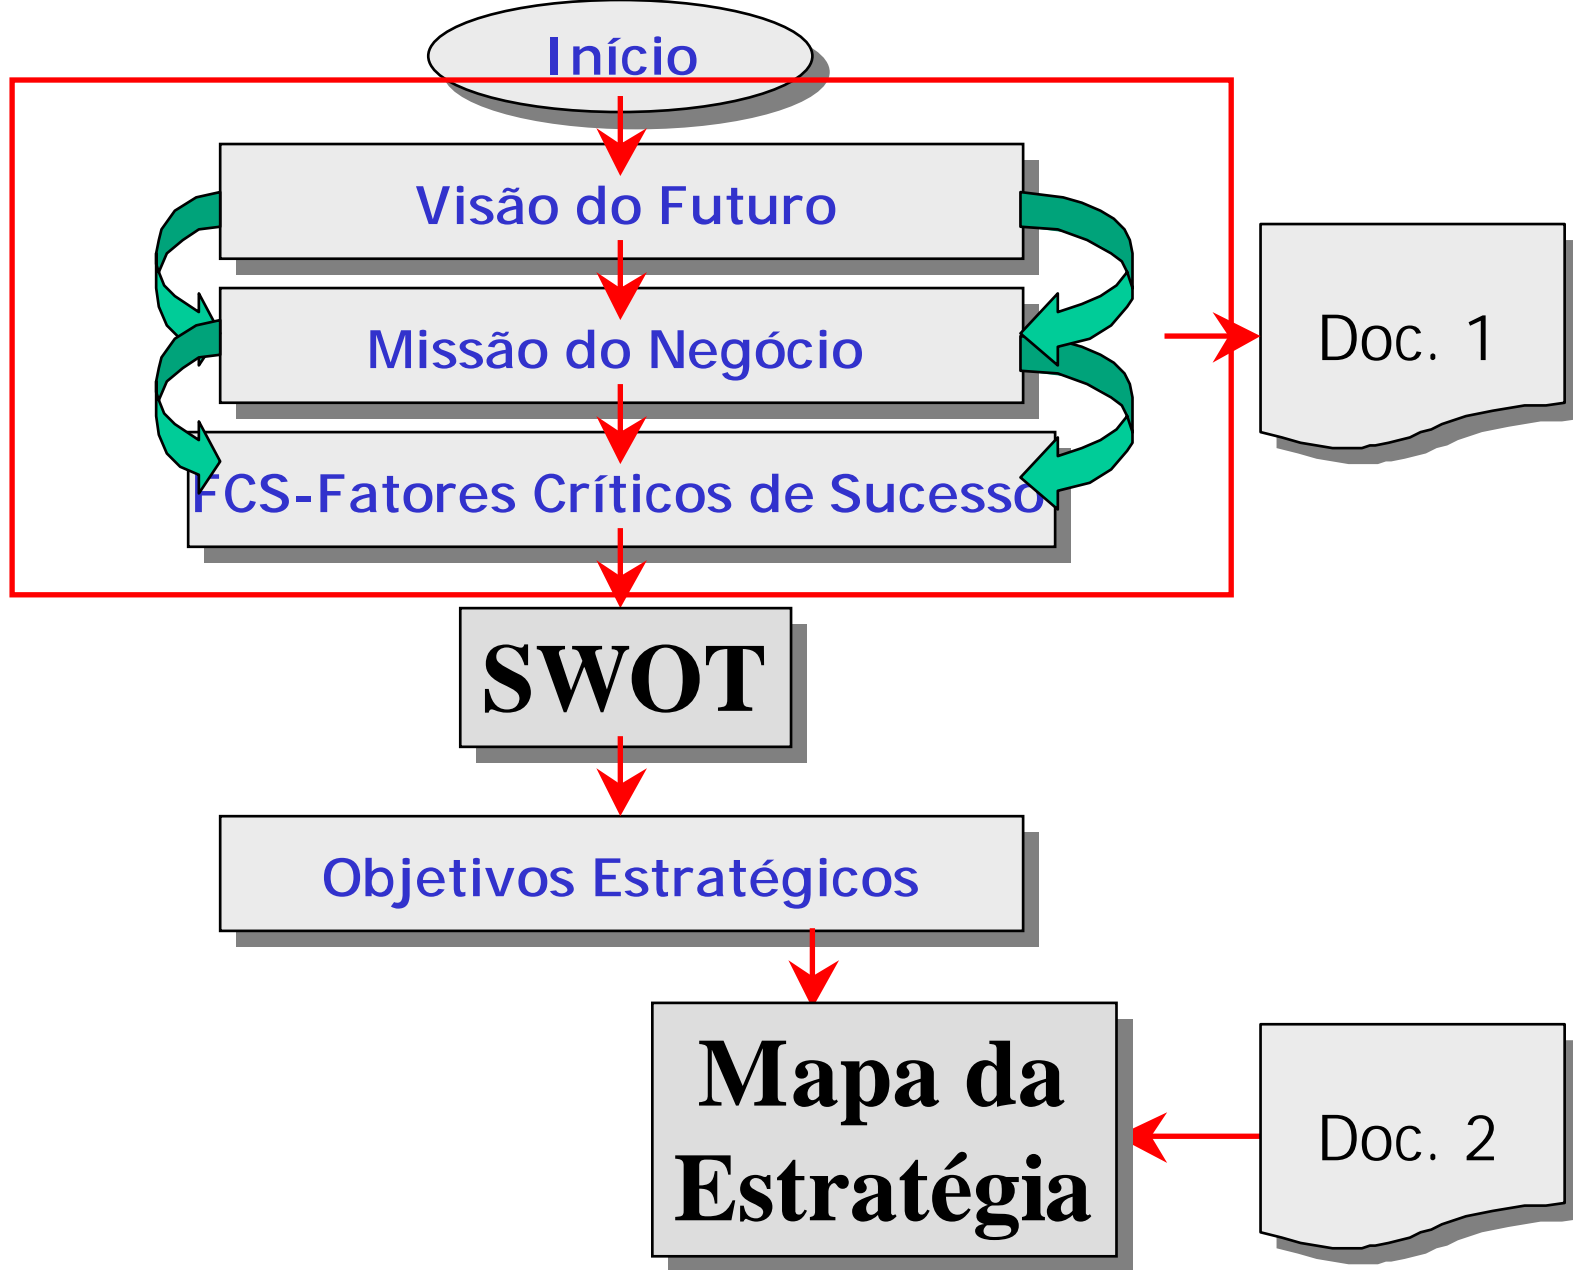 Início
Visão do Futuro
Missão do Negócio
Doc. 1
FCS-Fatores Críticos de Sucesso
SWOT
Objetivos Estratégicos
Mapa da
Estratégia
Doc. 2